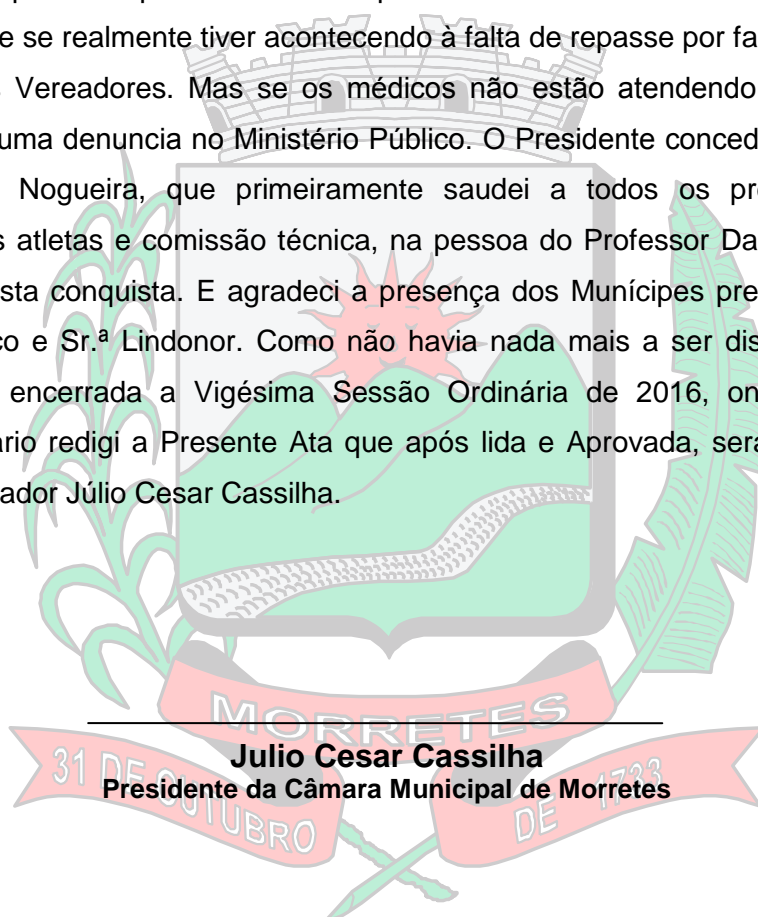 e se realmente tiver acontecendo à falta de repasse por fa
s Vereadores. Mas se os médicos não estão atendendo
uma denuncia no Ministério Público. O Presidente conced
Nogueira, que primeiramente saudei a todos os pr
s atletas e comissão técnica, na pessoa do Professor Da
sta conquista. E agradeci a presença dos Munícipes pre
co e Sr.ª Lindonor. Como não havia nada mais a ser dis
encerrada a Vigésima Sessão Ordinária de 2016, on
ário redigi a Presente Ata que após lida e Aprovada, será
ador Júlio Cesar Cassilha.
MORRETES
Julio Cesar Cassilha
Presidente da Câmara Municipal de Morretes
31 DE OUTUBRO DE 1733